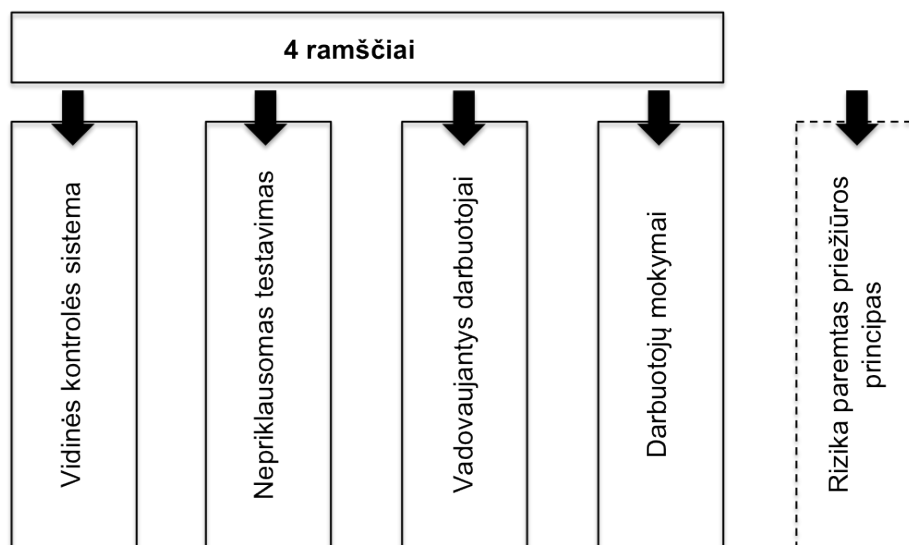 4 ramščiai
Vidinės kontrolės sistema
Nepriklausomas testavimas
Vadovaujantys darbuotojai
Darbuotojų mokymai
Rizika paremtas priežiūros
principas